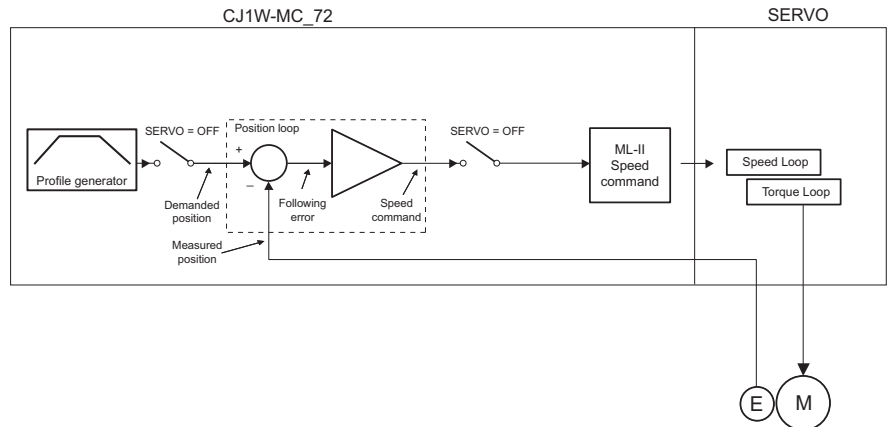 CJ1W-MC_72
SERVO
SERVO = OFF
Position loop
SERVO = OFF
+
ML-II
Speed
command
Speed Loop
Profile generator
_
Torque Loop
Demanded
position
Following
error
Speed
command
Measured
position
E
M